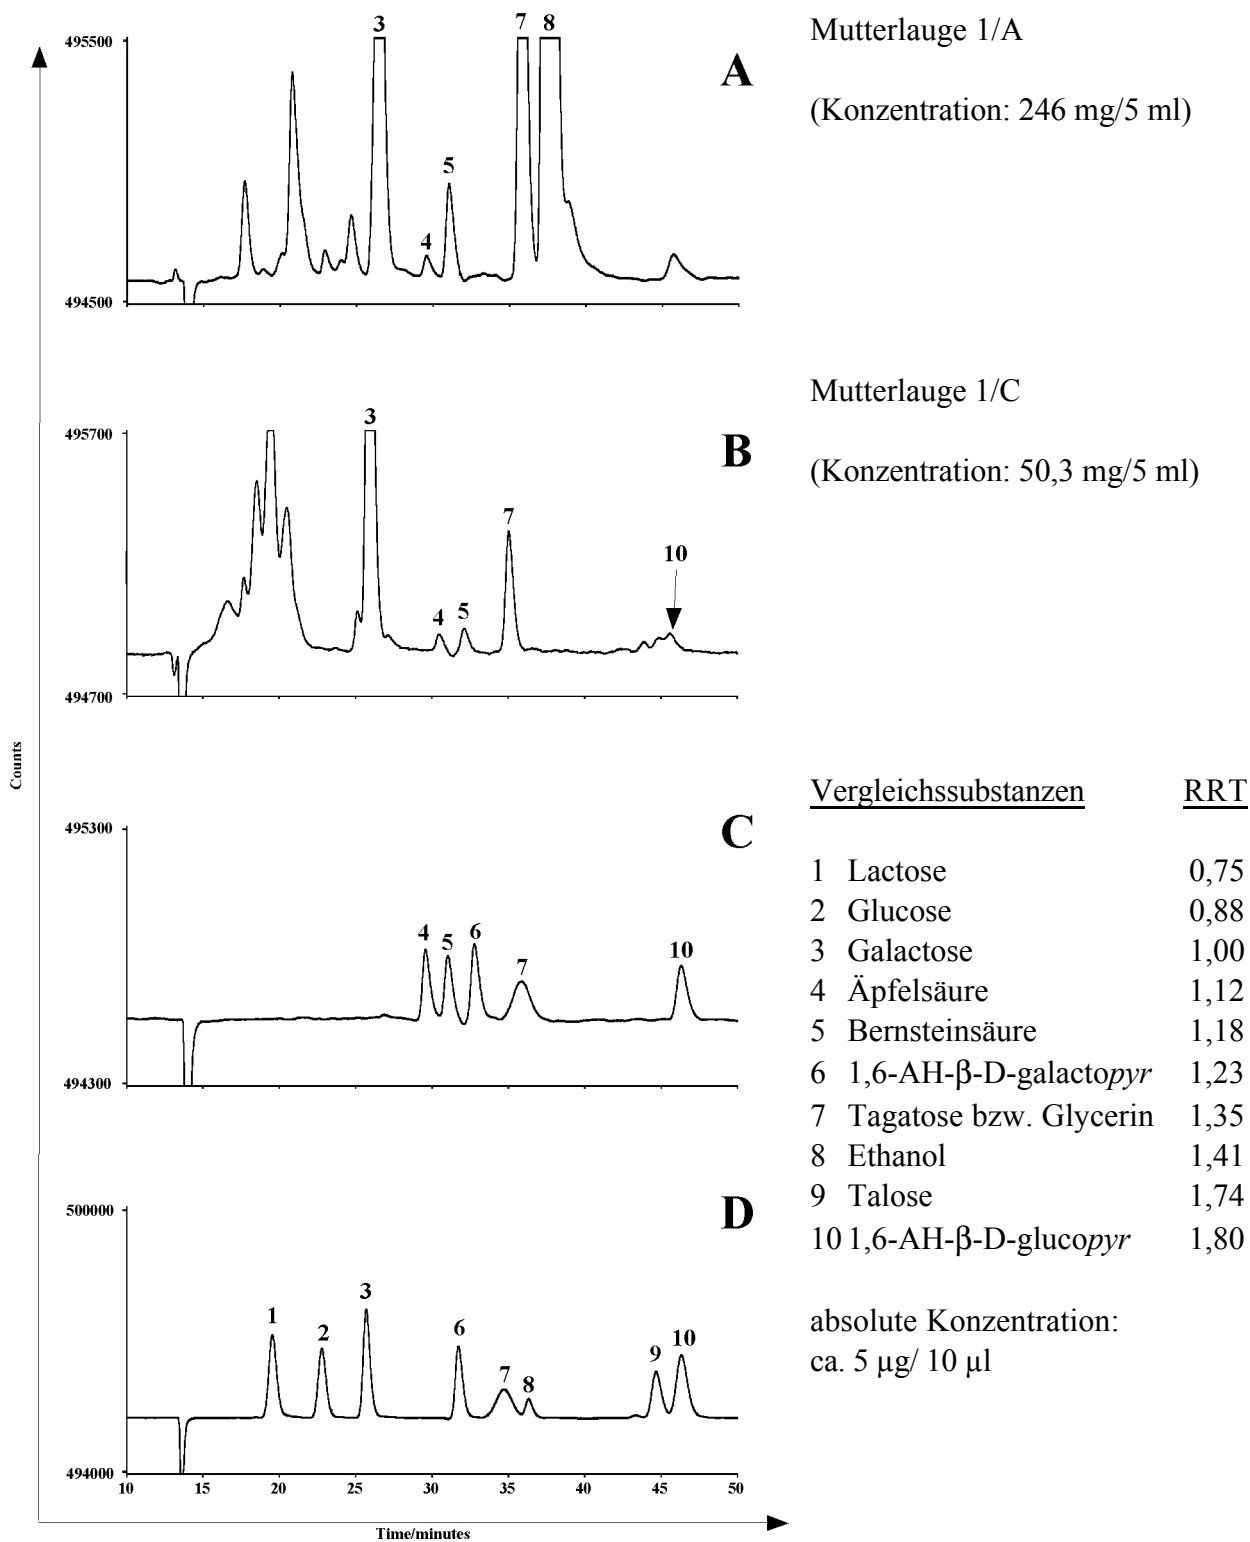 3 7 8
495500
A
5
4
494500
Mutterlauge 1/A
(Konzentration: 246 mg/5 ml)
3
495700
B
7
10
4 5
494700
Mutterlauge 1/C
(Konzentration: 50,3 mg/5 ml)
Counts
495300
C
4 5 6
7
10
494300
Vergleichssubstanzen RRT
1 Lactose 0,75
2 Glucose 0,88
3 Galactose 1,00
4 Äpfelsäure 1,12
5 Bernsteinsäure 1,18
6 1,6-AH-β-D-galactopyr 1,23
7 Tagatose bzw. Glycerin 1,35
8 Ethanol 1,41
9 Talose 1,74
10 1,6-AH-β-D-glucopyr 1,80
absolute Konzentration:
ca. 5 µg/ 10 µl
500000
D
1 2 3 6 7 8 9 10
494000
10 15 20 25 30 35 40 45 50
Time/minutes